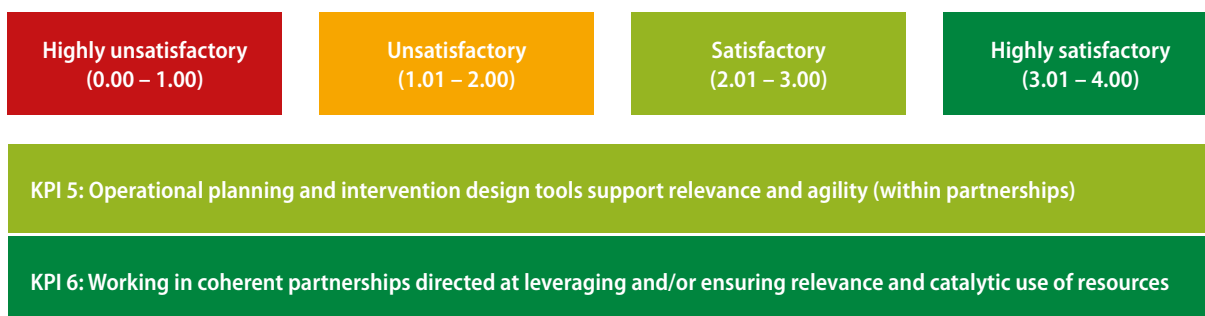 Highly unsatisfactory
(0.00 – 1.00)
Unsatisfactory
(1.01 – 2.00)
Satisfactory
(2.01 – 3.00)
Highly satisfactory
(3.01 – 4.00)
KPI 5: Operational planning and intervention design tools support relevance and agility (within partnerships)
KPI 6: Working in coherent partnerships directed at leveraging and/or ensuring relevance and catalytic use of resources